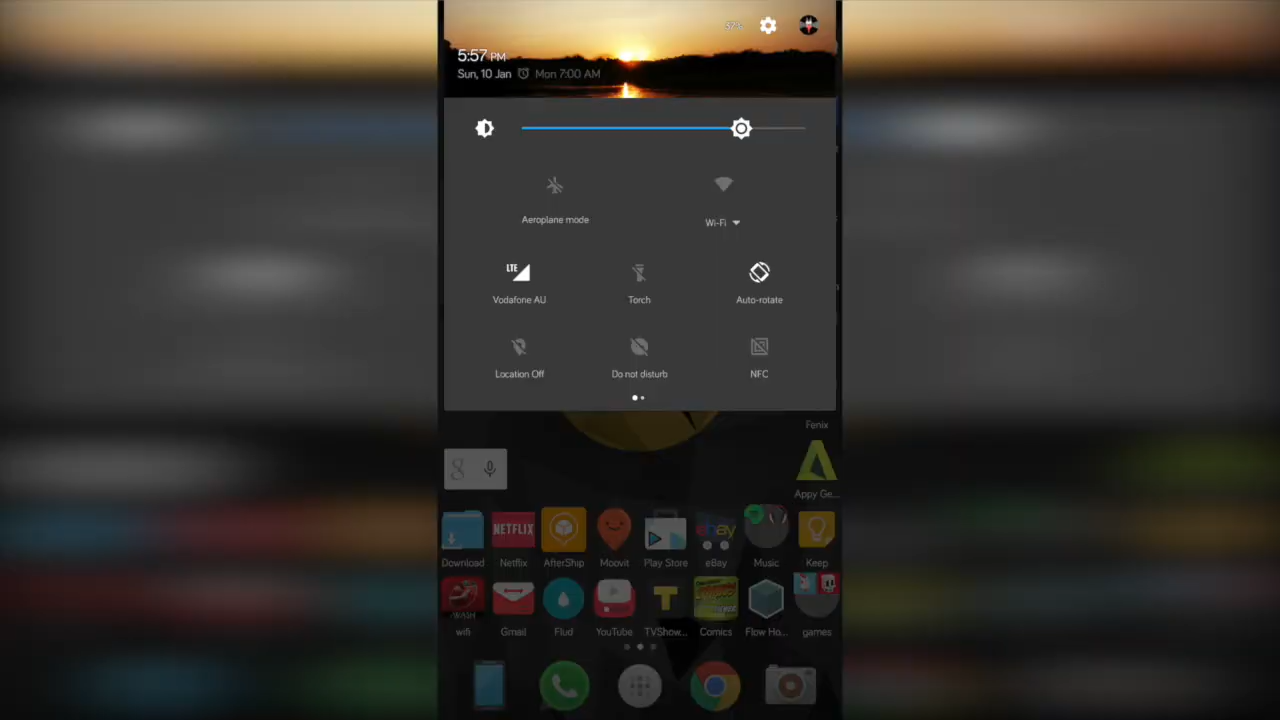 5:57 PM
Sun, 10 Jan Mon 7:00 AM
Aeroplane mode
Wi-Fi
LTE
Vodafone AU
Torch
Auto-rotate
Location Off
Do not disturb
NFC
Fenix
g
Appy Ge...
NETFLIX
ebay
Download
Netflix
AfterShip
Moovit
Play Store
eBay
Music
Keep
wifi
Gmail
Flud
YouTube
TVShow...
Comics
Flow Ho...
games